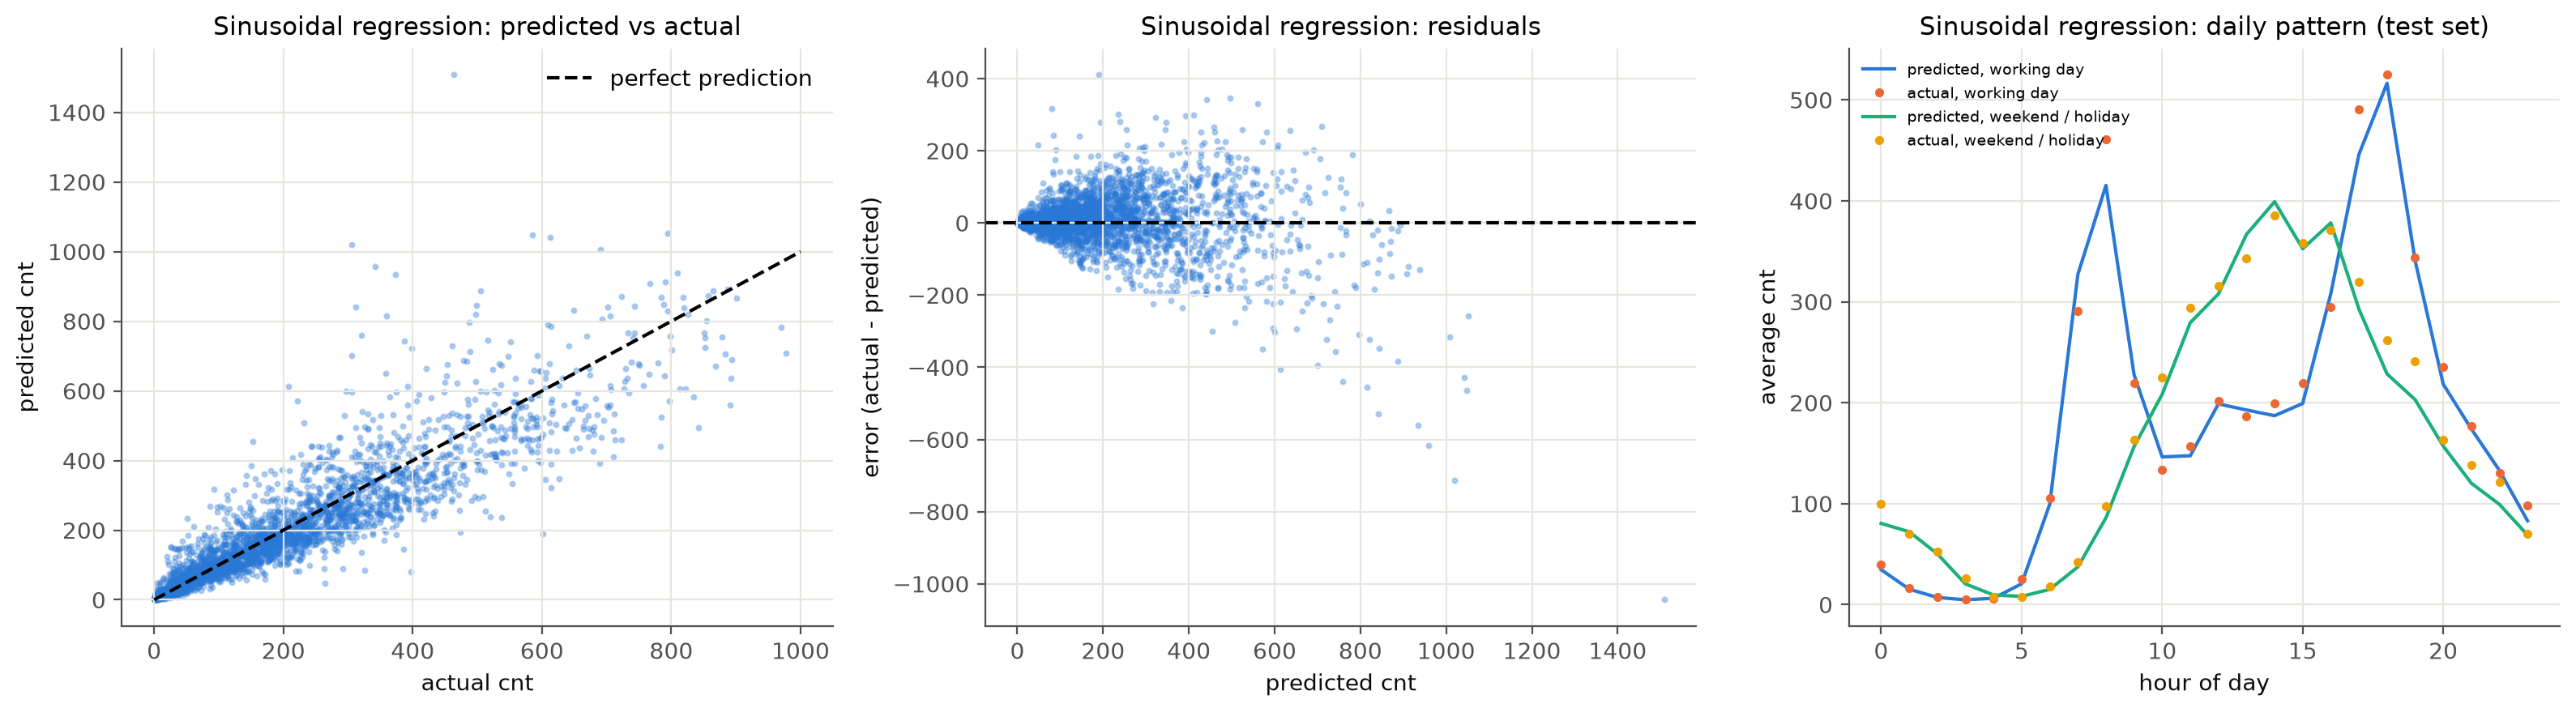 Sinusoidal regression: predicted vs actual
perfect prediction
predicted cnt
1400
1200
1000
800
600
400
200
0
0 200 400 600 800 1000
actual cnt
Sinusoidal regression: residuals
error (actual - predicted)
400
200
0
−200
−400
−600
−800
−1000
0 200 400 600 800 1000 1200 1400
predicted cnt
Sinusoidal regression: daily pattern (test set)
predicted, working day
actual, working day
predicted, weekend / holiday
actual, weekend / holiday
average cnt
500
400
300
200
100
0
0 5 10 15 20
hour of day